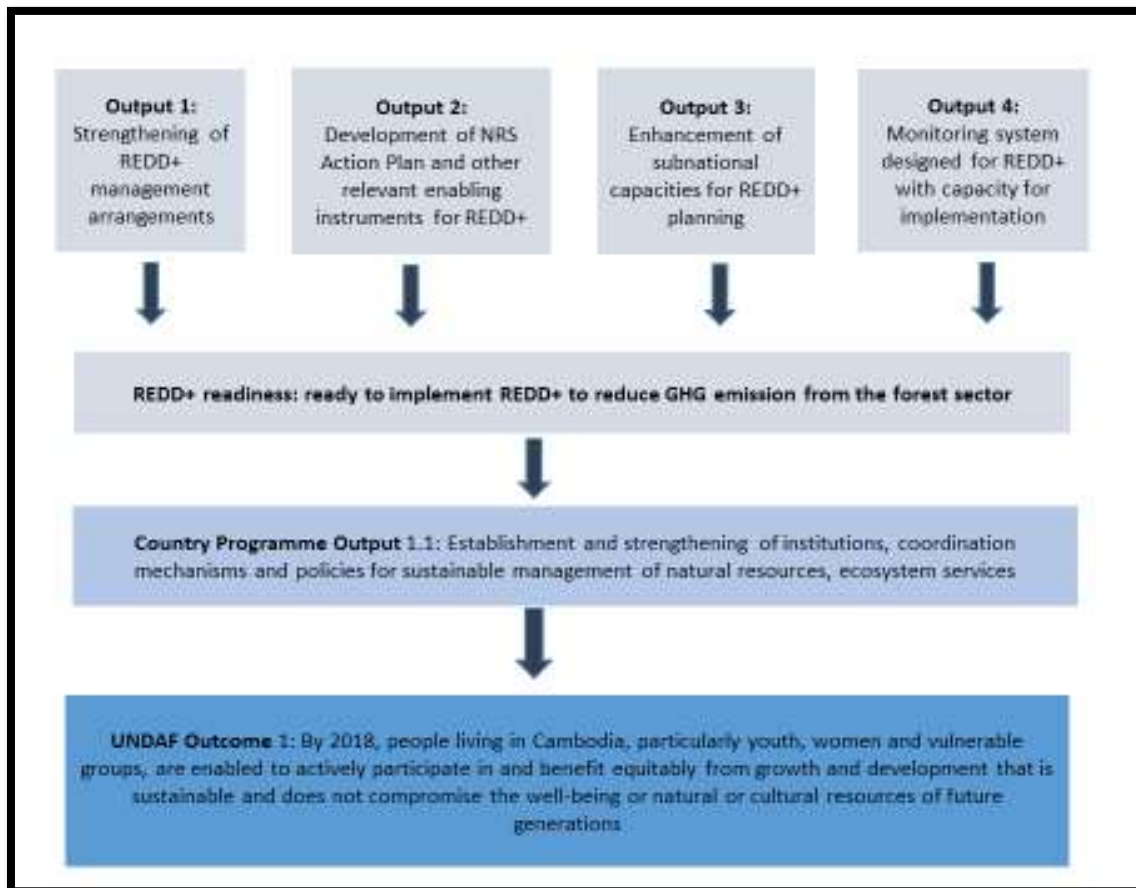 Output 1:
Strengthening of
REDD+
management
arrangements
Output 2:
Development of NRS
Action Plan and other
relevant enabling
instruments for REDD+
Output 3:
Enhancement of
subnational
capacities for REDD+
planning
Output 4:
Monitoring system
designed for REDD+
with capacity for
implementation
REDD+ readiness: ready to implement REDD+ to reduce GHG emission from the forest sector
Country Programme Output 1.1: Establishment and strengthening of institutions, coordination
mechanisms and policies for sustainable management of natural resources, ecosystem services
UNDAF Outcome 1: By 2018, people living in Cambodia, particularly youth, women and vulnerable
groups, are enabled to actively participate in and benefit equitably from growth and development that is
sustainable and does not compromise the well-being or natural or cultural resources of future
generations